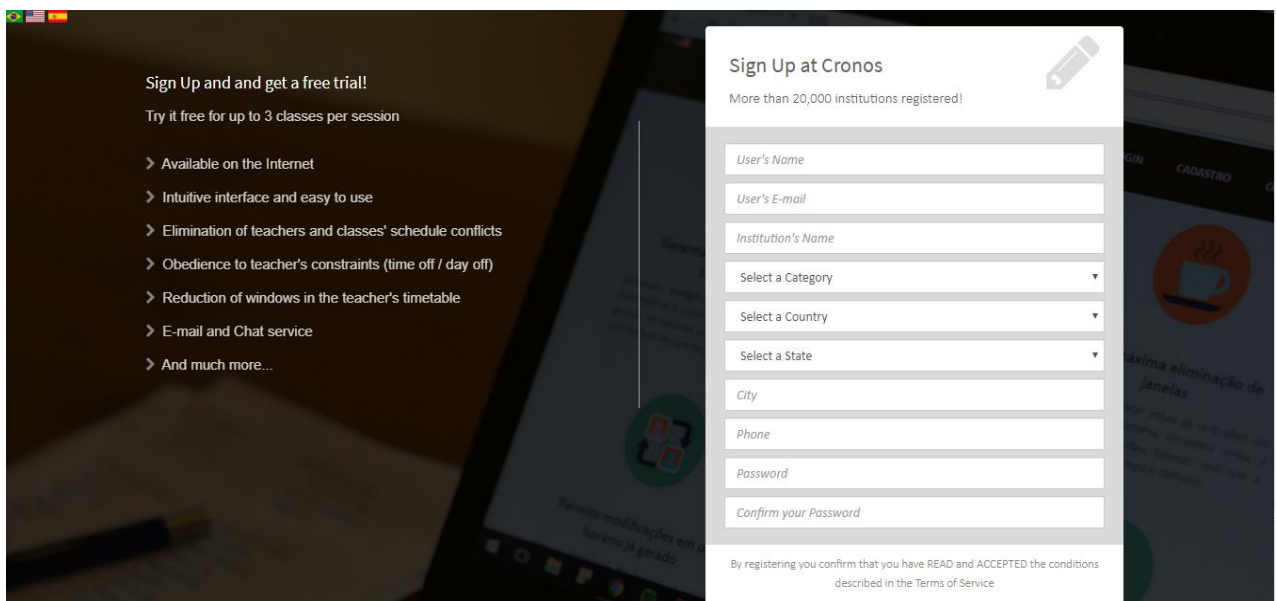 Sign Up and and get a free trial!
Try it free for up to 3 classes per session
Available on the Internet
Intuitive interface and easy to use
Elimination of teachers and classes' schedule conflicts
Obedience to teacher's constraints (time off / day off)
Reduction of windows in the teacher's timetable
E-mail and Chat service
And much more...
Sign Up at Cronos
More than 20,000 institutions registered!
User's Name
User's E-mail
Institution's Name
Select a Category
Select a Country
Select a State
City
Phone
Password
Confirm your Password
By registering you confirm that you have READ and ACCEPTED the conditions
described in the Terms of Service
CADASTRO
eliminação de
janelas
Permite modificações em
horário já gerado